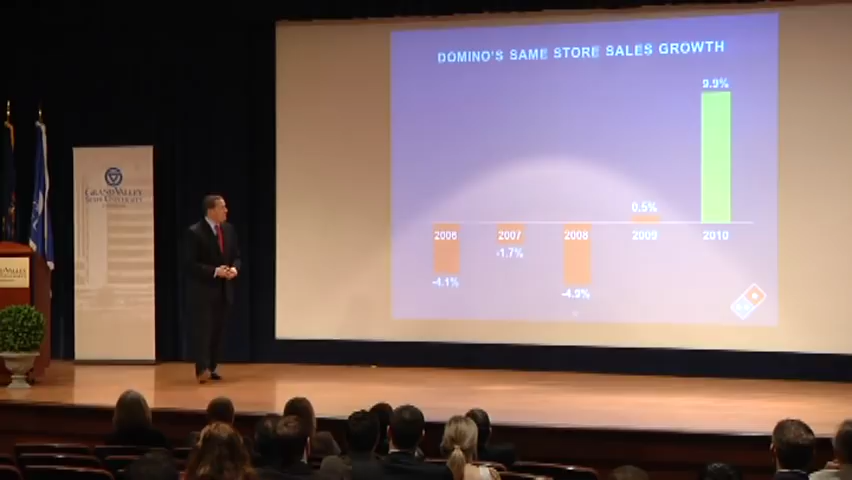 DOMINO'S SAME STORE SALES GROWTH
9.9%
0.5%
2006 2007 2008 2009 2010
-1.7%
-4.1%
-4.9%
GRAND VALLEY
STATE UNIVERSITY